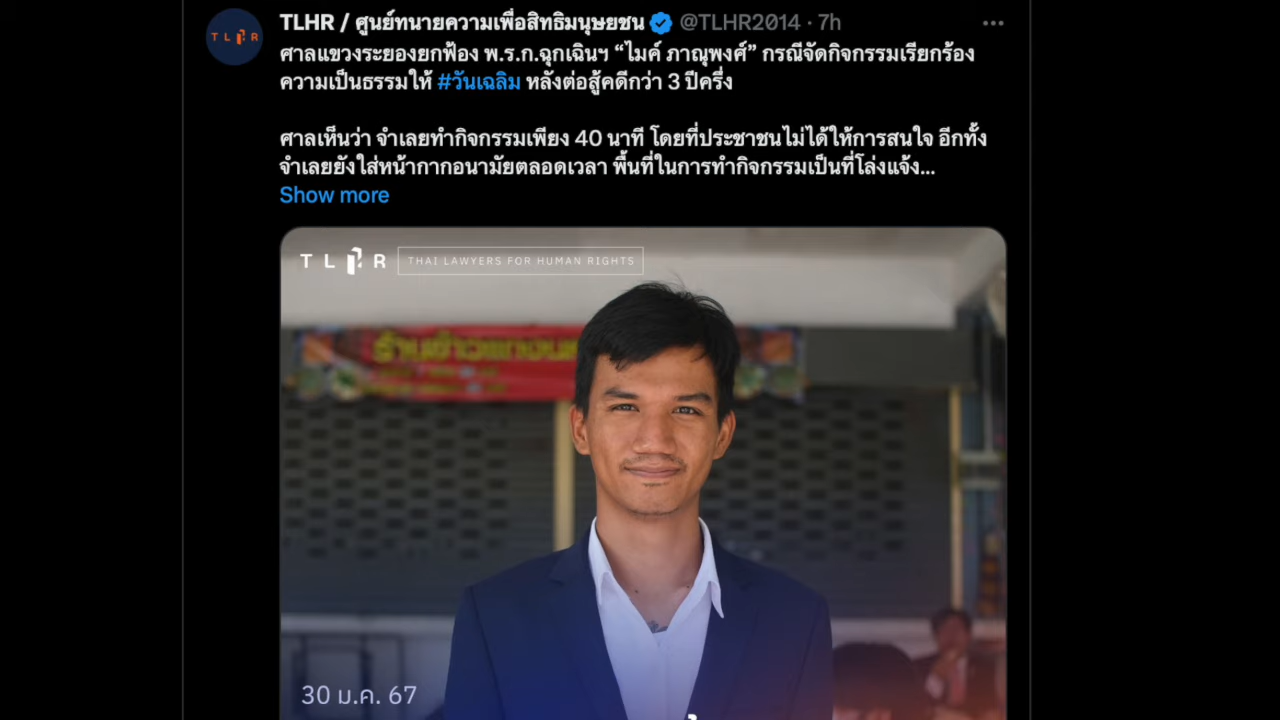 TLHR / ศูนย์ทนายความเพื่อสิทธิมนุษยชน @TLHR2014 · 7h
ศาลแขวงระยองยกฟ้อง พ.ร.ก.ฉุกเฉินฯ “ไมค์ ภาณุพงศ์” กรณีจัดกิจกรรมเรียกร้อง
ความเป็นธรรมให้ #วันเฉลิม หลังต่อสู้คดีกว่า 3 ปีครึ่ง
ศาลเห็นว่า จำเลยทำกิจกรรมเพียง 40 นาที โดยที่ประชาชนไม่ได้ให้การสนใจ อีกทั้ง
จำเลยยังใส่หน้ากากอนามัยตลอดเวลา พื้นที่ในการทำกิจกรรมเป็นที่โล่งแจ้ง...
Show more
TLHR
TLHR THAI LAWYERS FOR HUMAN RIGHTS
30 ม.ค. 67